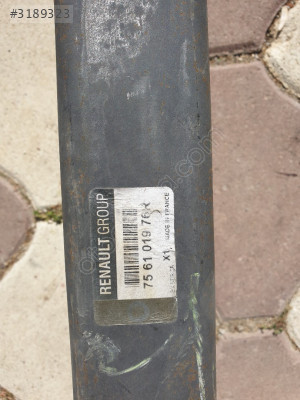 #3189323
RENAULT GROUP
75 61 019 76R
X1
MADE IN FRANCE